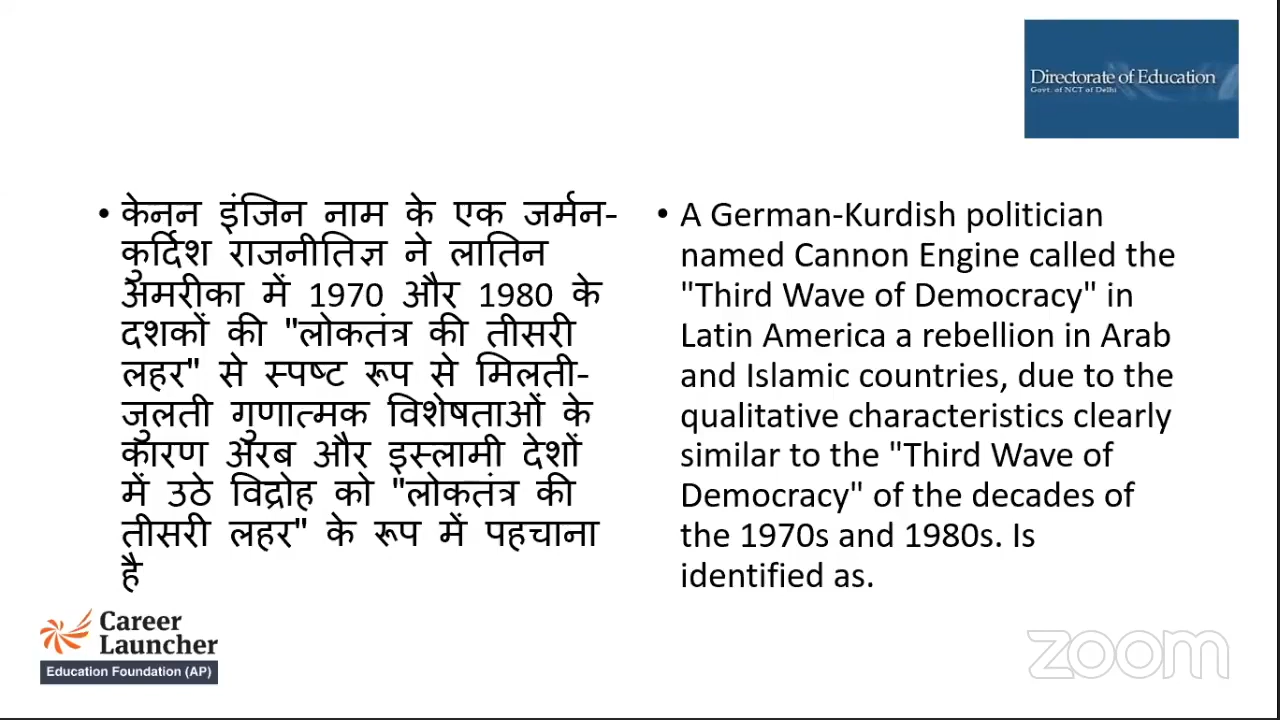 Directorate of Education
Govt. of NCT of Delhi
• केनन इंजिन नाम के एक जर्मन-
कुर्दिश राजनीतिज्ञ ने लातिन
अमरीका में 1970 और 1980 के
दशकों की "लोकतंत्र की तीसरी
लहर" से स्पष्ट रूप से मिलती-
जुलती गुणात्मक विशेषताओं के
कारण अरब और इस्लामी देशों
में उठे विद्रोह को "लोकतंत्र की
तीसरी लहर" के रूप में पहचाना
है
• A German-Kurdish politician
named Cannon Engine called the
"Third Wave of Democracy" in
Latin America a rebellion in Arab
and Islamic countries, due to the
qualitative characteristics clearly
similar to the "Third Wave of
Democracy" of the decades of
the 1970s and 1980s. Is
identified as.
Career
Launcher
Education Foundation (AP)
zoom